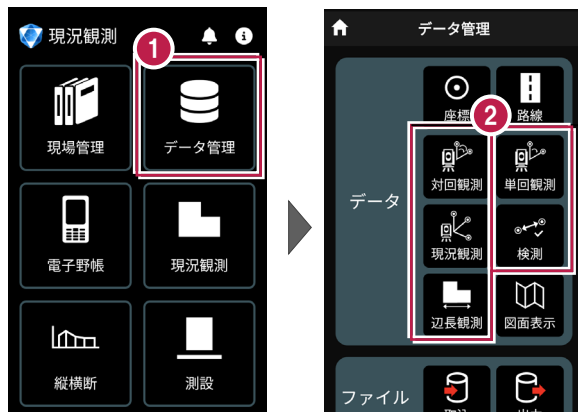 現況観測
1
現場管理
データ管理
電子野帳
現況観測
縦横断
測設
データ管理
データ
座標
2
路線
対回観測
単回観測
現況観測
検測
辺長観測
図面表示
ファイル